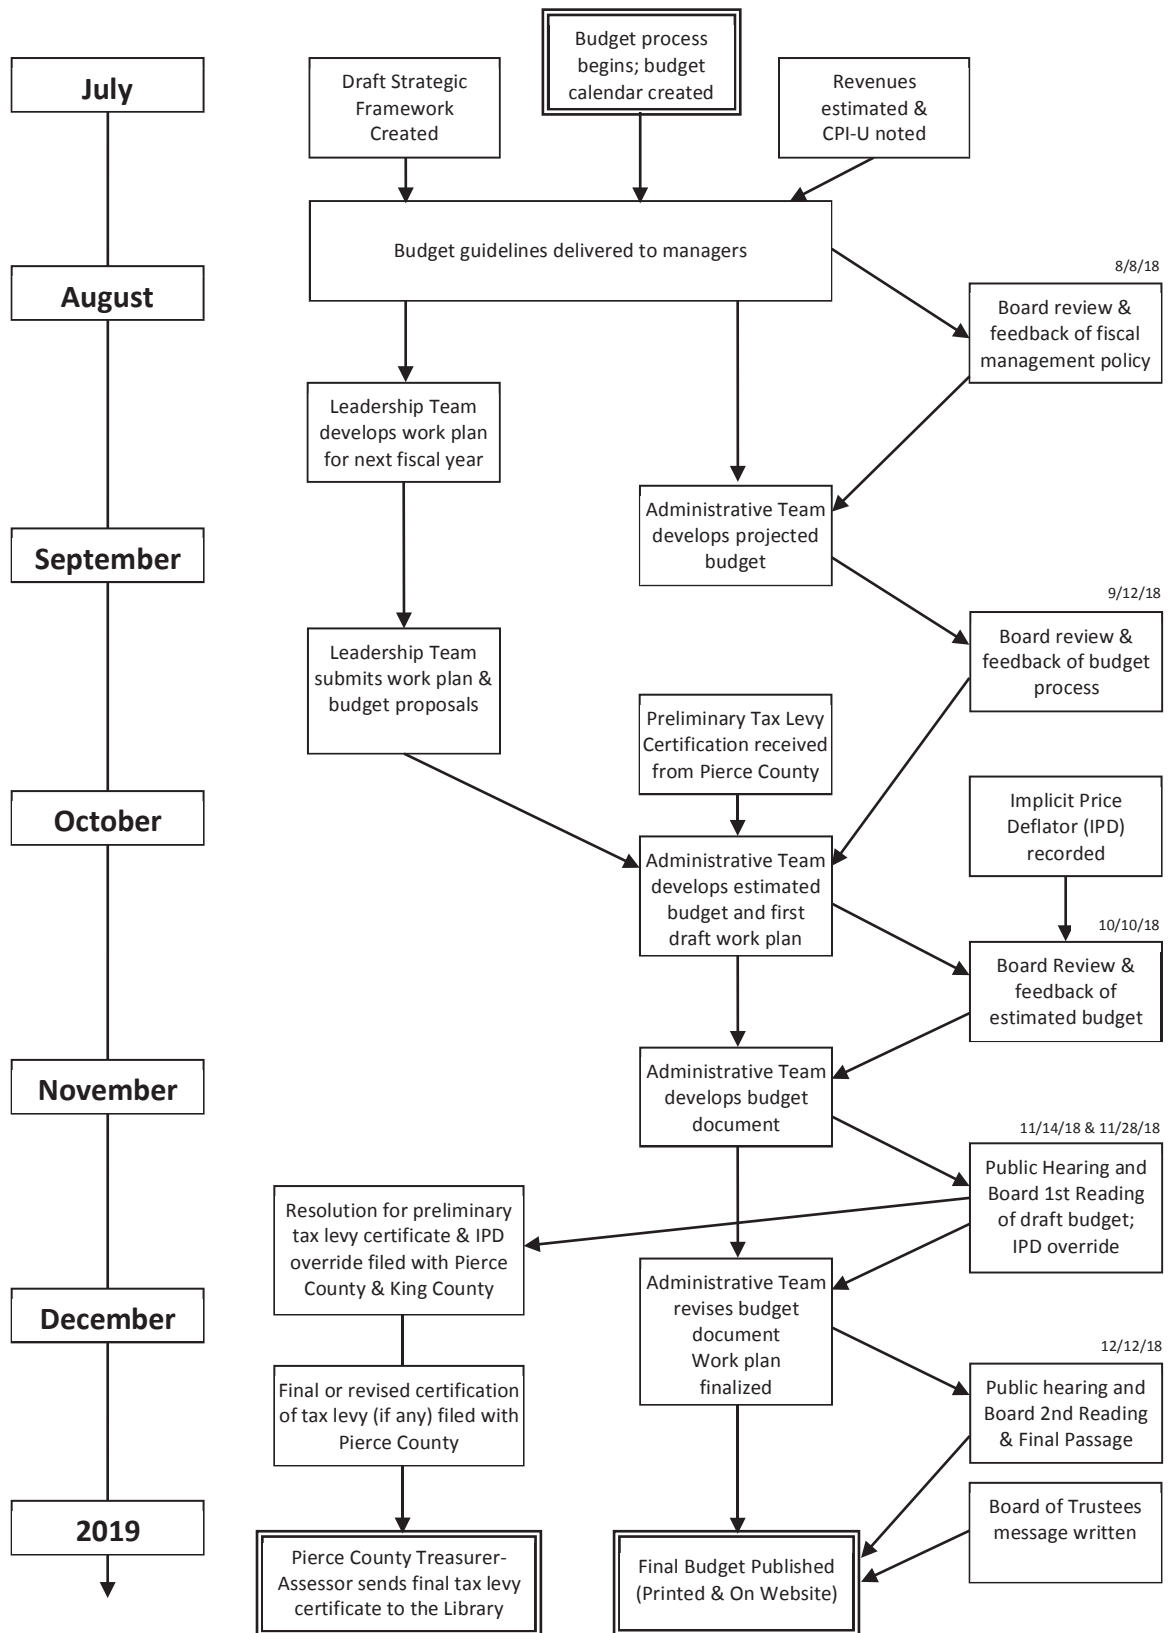 July
Draft Strategic
Framework
Created
Budget process
begins; budget
calendar created
Revenues
estimated &
CPI-U noted
Budget guidelines delivered to managers
August
8/8/18
Board review &
feedback of fiscal
management policy
Leadership Team
develops work plan
for next fiscal year
Administrative Team
develops projected
budget
September
9/12/18
Board review &
feedback of budget
process
Leadership Team
submits work plan &
budget proposals
Preliminary Tax Levy
Certification received
from Pierce County
October
Implicit Price
Deflator (IPD)
recorded
Administrative Team
develops estimated
budget and first
draft work plan
10/10/18
Board Review &
feedback of
estimated budget
November
Administrative Team
develops budget
document
11/14/18 & 11/28/18
Public Hearing and
Board 1st Reading
of draft budget;
IPD override
Resolution for preliminary
tax levy certificate & IPD
override filed with Pierce
County & King County
Administrative Team
revises budget
document
Work plan
finalized
December
12/12/18
Public hearing and
Board 2nd Reading
& Final Passage
Final or revised certification
of tax levy (if any) filed with
Pierce County
2019
Board of Trustees
message written
Pierce County Treasurer-
Assessor sends final tax levy
certificate to the Library
Final Budget Published
(Printed & On Website)